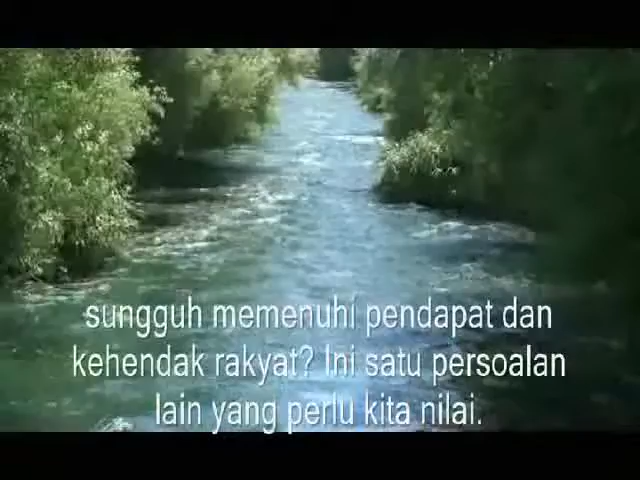 sungguh memenuhi pendapat dan
kehendak rakyat? Ini satu persoalan
lain yang perlu kita nilai.